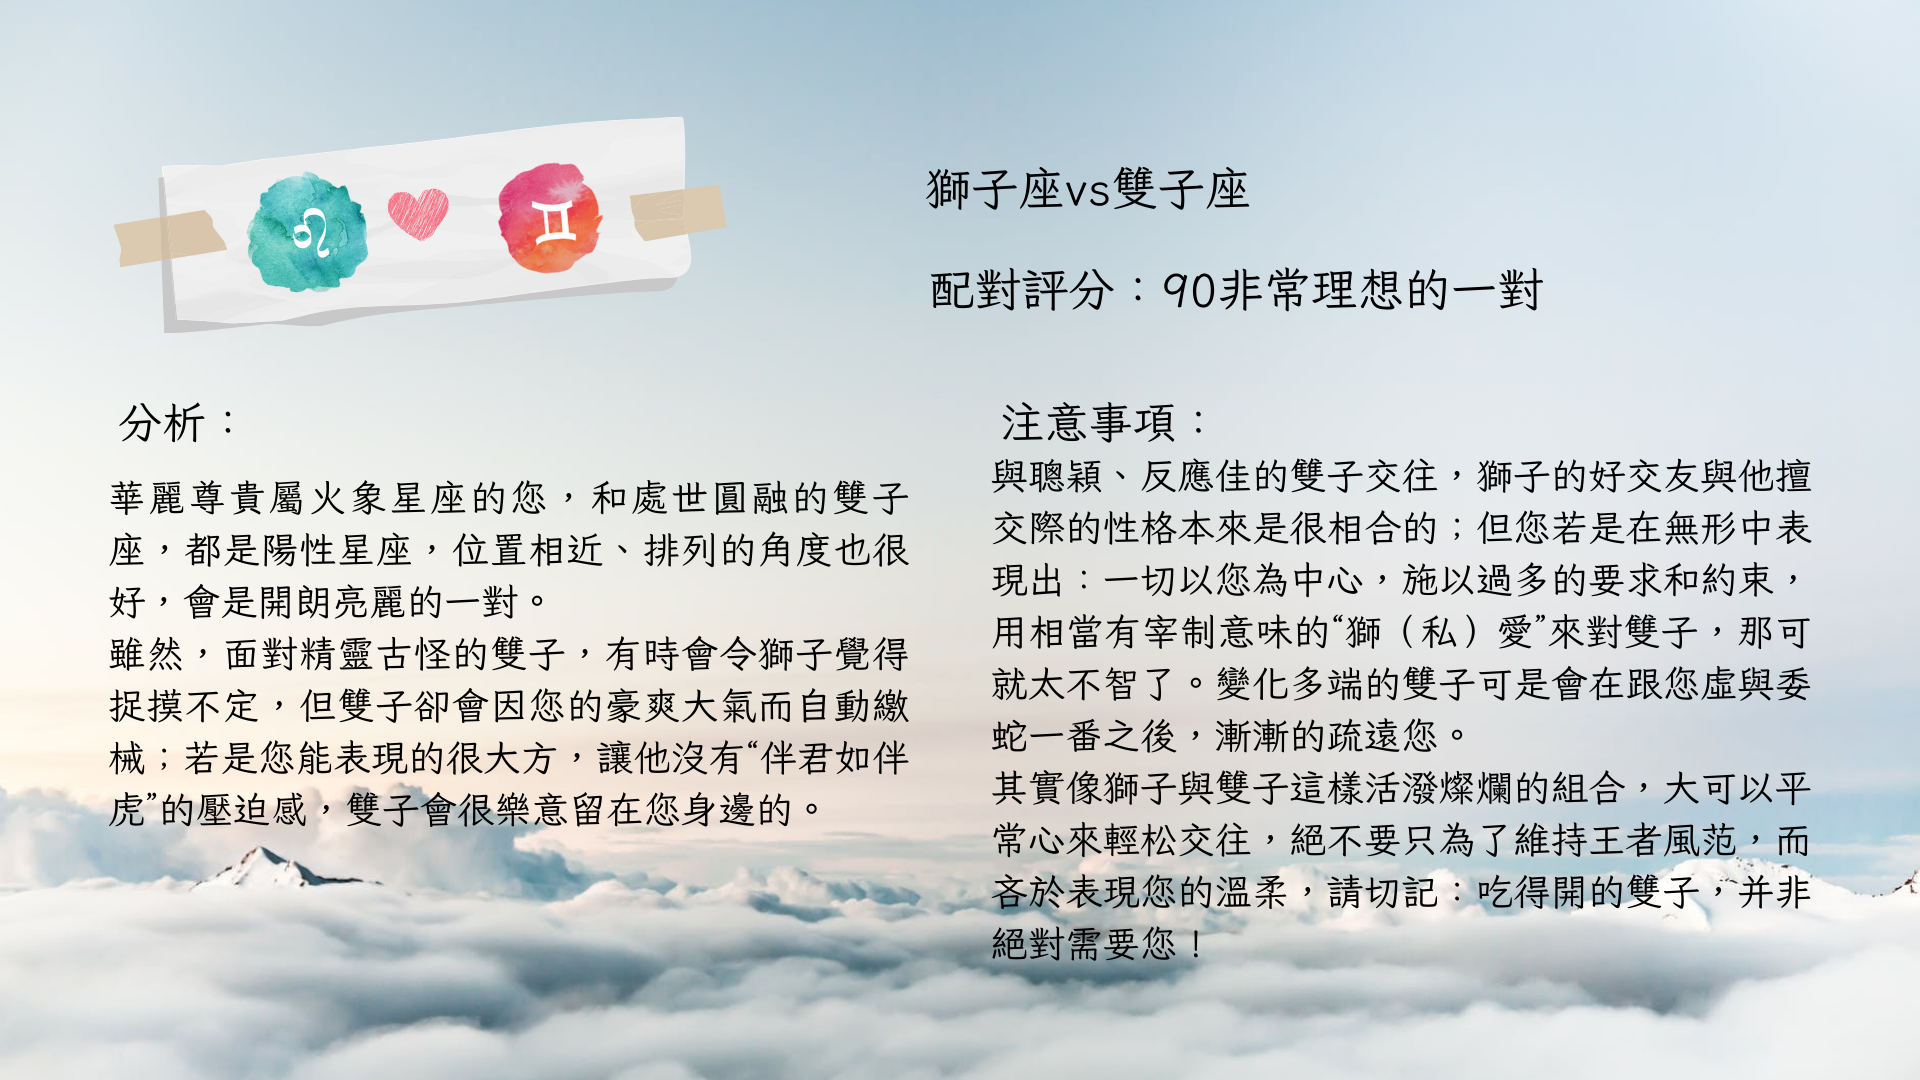 ♌ ♊
獅子座vs雙子座
配對評分：90非常理想的一對
分析：
華麗尊貴屬火象星座的您，和處世圓融的雙子
座，都是陽性星座，位置相近、排列的角度也很
好，會是開朗亮麗的一對。
雖然，面對精靈古怪的雙子，有時會令獅子覺得
捉摸不定，但雙子卻會因您的豪爽大氣而自動繳
械；若是您能表現的很大方，讓他沒有“伴君如伴
虎”的壓迫感，雙子會很樂意留在您身邊的。
注意事項：
與聰穎、反應佳的雙子交往，獅子的好交友與他擅
交際的性格本來是很相合的；但您若是在無形中表
現出：一切以您為中心，施以過多的要求和約束，
用相當有宰制意味的“獅（私）愛”來對雙子，那可
就太不智了。變化多端的雙子可是會在跟您虛與委
蛇一番之後，漸漸的疏遠您。
其實像獅子與雙子這樣活潑燦爛的組合，大可以平
常心來輕松交往，絕不要只為了維持王者風范，而
吝於表現您的溫柔，請切記：吃得開的雙子，并非
絕對需要您！